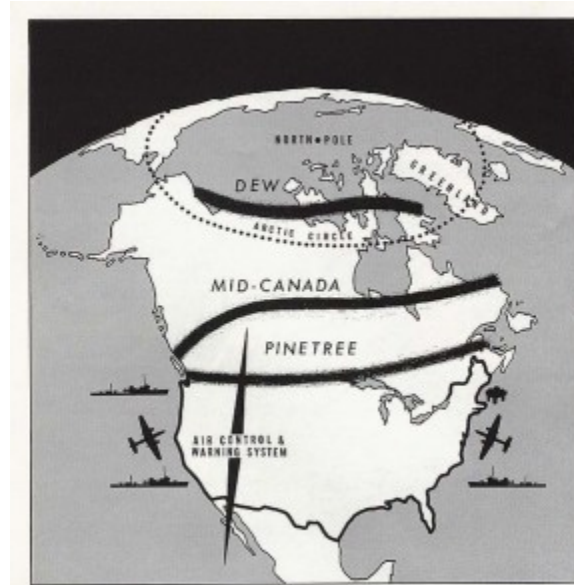 NORTH POLE
DEW
GREENLAND
ARCTIC CIRCLE
MID-CANADA
PINETREE
AIR CONTROL &
WARNING SYSTEM